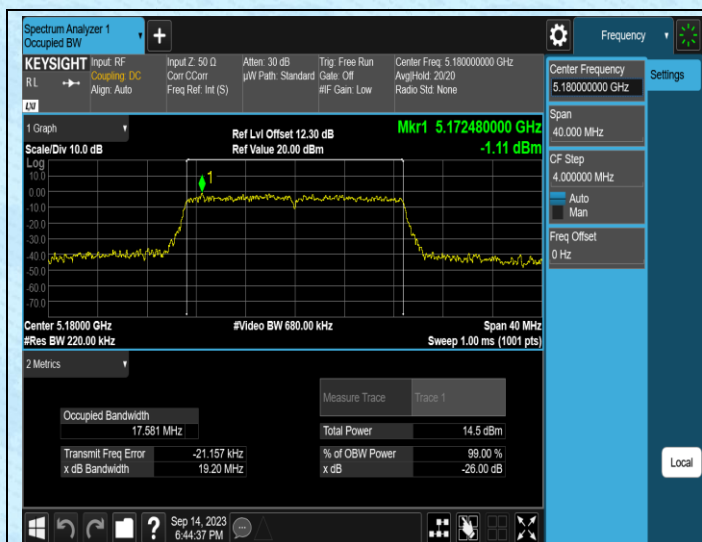 Spectrum Analyzer 1
Occupied BW
Frequency
KEYSIGHT
RL
LXI
Input: RF
Coupling: DC
Align: Auto
Input Z: 50 Ω
Corr CCorr
Freq Ref: Int (S)
Atten: 30 dB
µW Path: Standard
Trig: Free Run
Gate: Off
#IF Gain: Low
Center Freq: 5.180000000 GHz
Avg|Hold: 20/20
Radio Std: None
Center Frequency
5.180000000 GHz
Settings
Span
40.000 MHz
CF Step
4.000000 MHz
Auto
Man
Freq Offset
0 Hz
Local
1 Graph
Scale/Div 10.0 dB
Ref Lvl Offset 12.30 dB
Ref Value 20.00 dBm
Mkr1 5.172480000 GHz
-1.11 dBm
Log
10.0
0.00
-10.0
-20.0
-30.0
-40.0
-50.0
-60.0
-70.0
1
Center 5.18000 GHz
#Res BW 220.00 kHz
#Video BW 680.00 kHz
Span 40 MHz
Sweep 1.00 ms (1001 pts)
2 Metrics
Measure Trace Trace 1
Occupied Bandwidth
17.581 MHz
Total Power 14.5 dBm
Transmit Freq Error -21.157 kHz
% of OBW Power 99.00 %
x dB Bandwidth 19.20 MHz
x dB -26.00 dB
?
Sep 14, 2023
6:44:37 PM